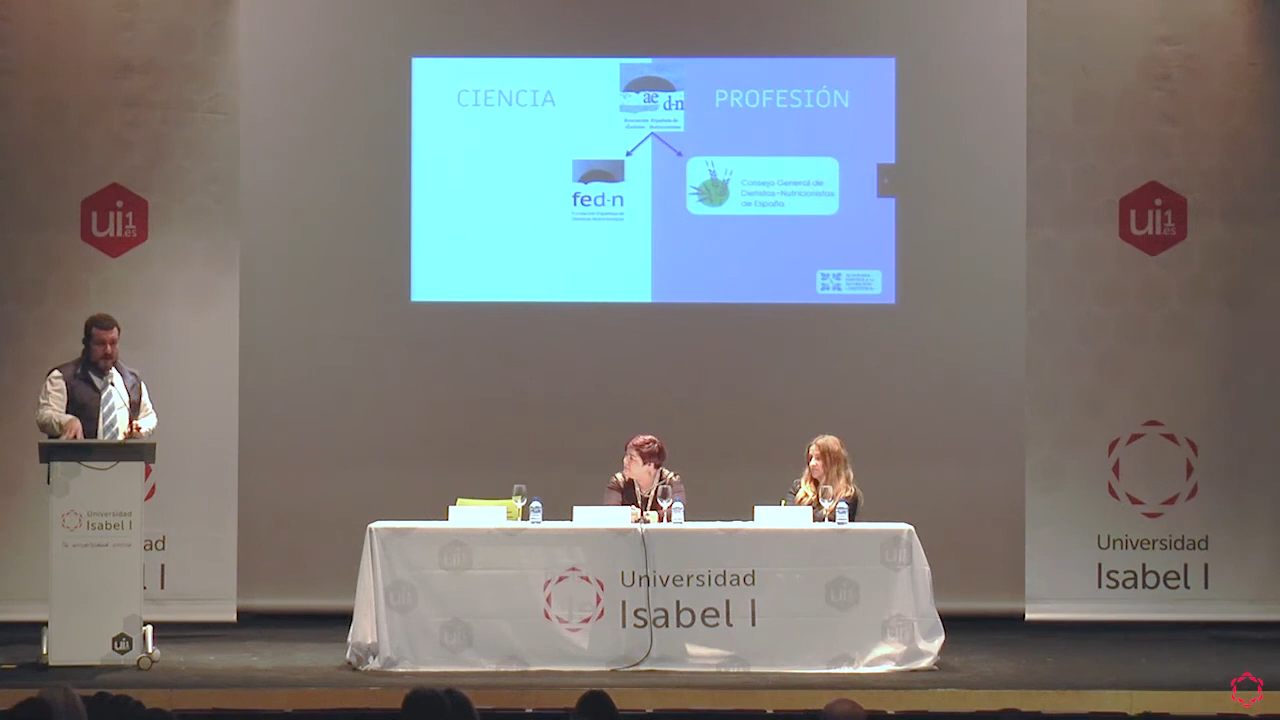 CIENCIA
PROFESIÓN
ae
d-n
fed-n
Consejo General de
Dietistas-Nutricionistas
de España
ui1
.es
ui1
.es
Universidad
Isabel I
ad
l I
Universidad
Isabel I
Universidad
Isabel I
ui1